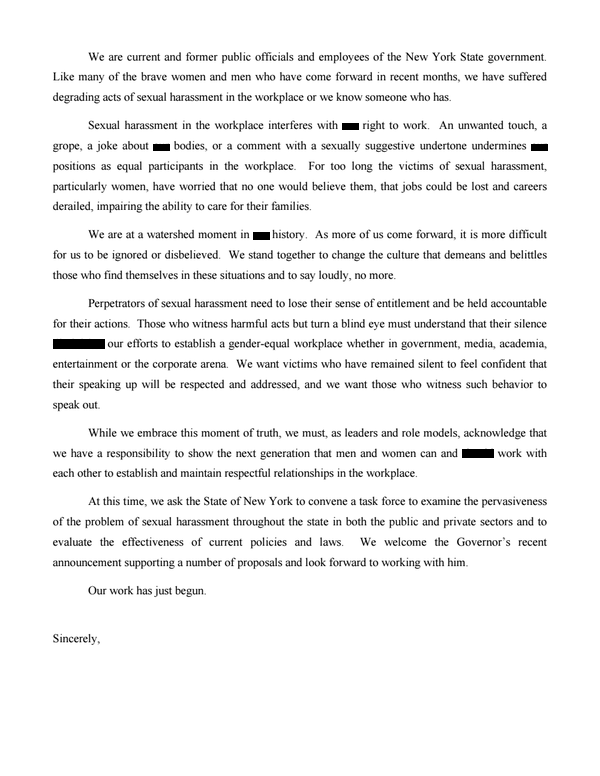 We are current and former public officials and employees of the New York State government.
Like many of the brave women and men who have come forward in recent months, we have suffered
degrading acts of sexual harassment in the workplace or we know someone who has.
Sexual harassment in the workplace interferes with right to work. An unwanted touch, a
grope, a joke about bodies, or a comment with a sexually suggestive undertone undermines
positions as equal participants in the workplace. For too long the victims of sexual harassment,
particularly women, have worried that no one would believe them, that jobs could be lost and careers
derailed, impairing the ability to care for their families.
We are at a watershed moment in history. As more of us come forward, it is more difficult
for us to be ignored or disbelieved. We stand together to change the culture that demeans and belittles
those who find themselves in these situations and to say loudly, no more.
Perpetrators of sexual harassment need to lose their sense of entitlement and be held accountable
for their actions. Those who witness harmful acts but turn a blind eye must understand that their silence
our efforts to establish a gender-equal workplace whether in government, media, academia,
entertainment or the corporate arena. We want victims who have remained silent to feel confident that
their speaking up will be respected and addressed, and we want those who witness such behavior to
speak out.
While we embrace this moment of truth, we must, as leaders and role models, acknowledge that
we have a responsibility to show the next generation that men and women can and work with
each other to establish and maintain respectful relationships in the workplace.
At this time, we ask the State of New York to convene a task force to examine the pervasiveness
of the problem of sexual harassment throughout the state in both the public and private sectors and to
evaluate the effectiveness of current policies and laws. We welcome the Governor's recent
announcement supporting a number of proposals and look forward to working with him.
Our work has just begun.
Sincerely,